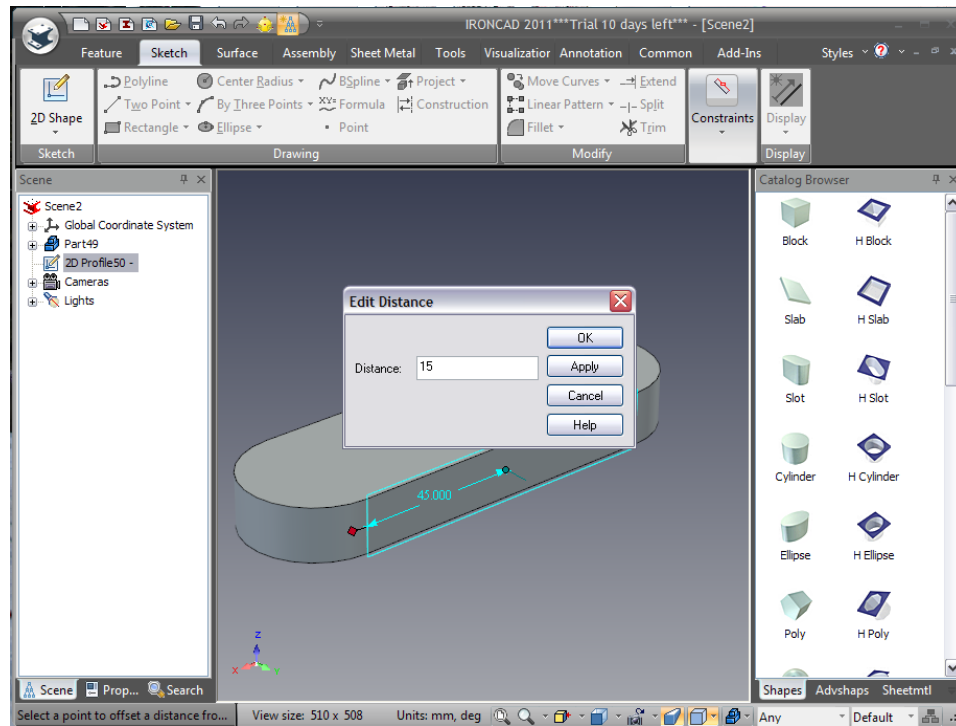 IRONCAD 2011***Trial 10 days left*** - [Scene2]
Feature Sketch Surface Assembly Sheet Metal Tools Visualization Annotation Common Add-Ins Styles
2D Shape
Polyline Center Radius BSpline Project
Two Point By Three Points XY= Formula Construction
Rectangle Ellipse Point
Move Curves Extend
Linear Pattern Split
Fillet Trim
Constraints
Display
Sketch Drawing Modify Display
Scene
Scene2
Global Coordinate System
Part49
2D Profile50 -
Cameras
Lights
Scene Prop... Search
Edit Distance
Distance: 15
OK
Apply
Cancel
Help
45.000
Z
X
Catalog Browser
Block H Block
Slab H Slab
Slot H Slot
Cylinder H Cylinder
Ellipse H Ellipse
Poly H Poly
Shapes Advshaps Sheetmtl
Select a point to offset a distance fro... View size: 510 x 508 Units: mm, deg Any Default